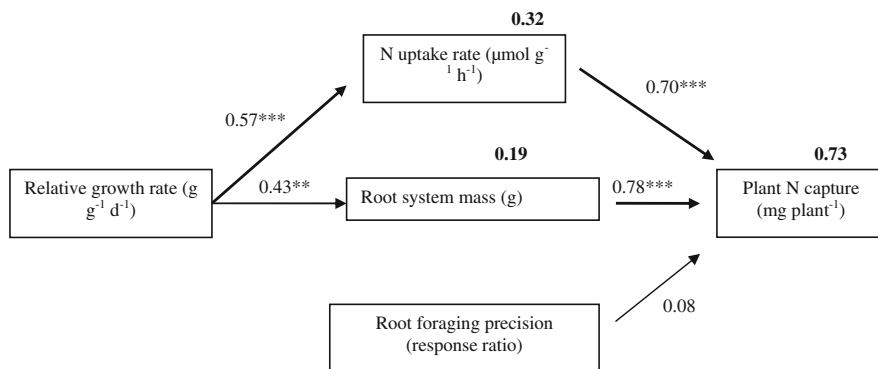 0.32
N uptake rate (µmol g-
1 h-1)
0.70***
0.57***
0.19
0.73
Relative growth rate (g
g-1 d-1)
0.43**
Root system mass (g)
0.78***
Plant N capture
(mg plant-1)
0.08
Root foraging precision
(response ratio)